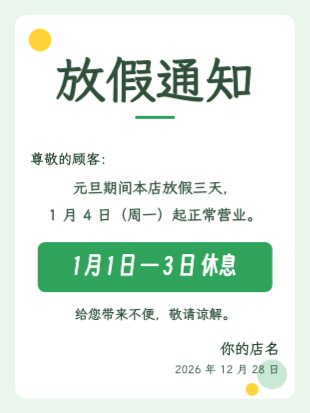 放假通知
尊敬的顾客：
元旦期间本店放假三天，
1 月 4 日（周一）起正常营业。
1月1日—3日休息
给您带来不便，敬请谅解。
你的店名
2026 年 12 月 28 日